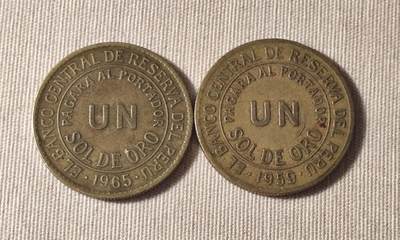 EL BANCO CENTRAL DE RESERVA DEL PERU
PAGARA AL PORTADOR
UN
SOL DE ORO
· 1965 ·
EL BANCO CENTRAL DE RESERVA DEL PERU
PAGARA AL PORTADOR
UN
SOL DE ORO